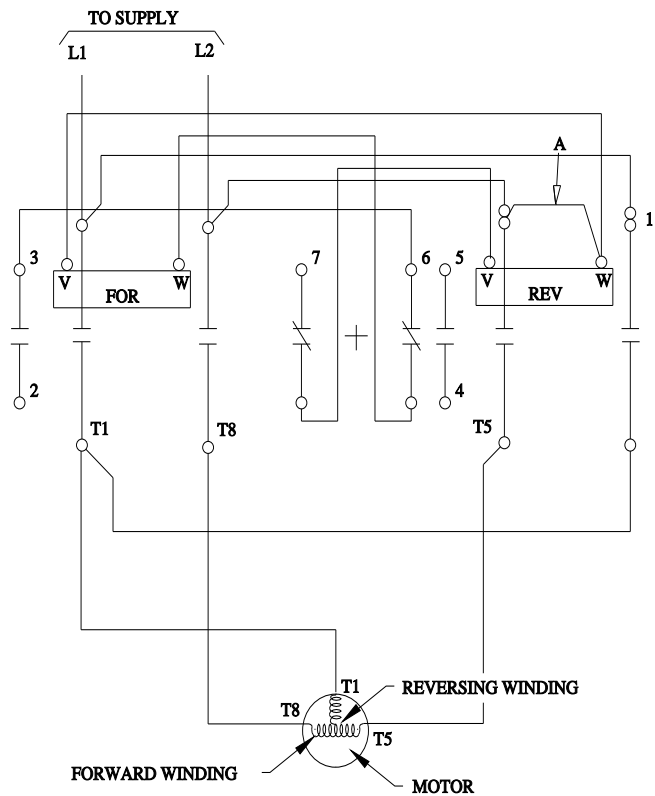 TO SUPPLY
L1
L2
A
1
3
7
6
5
V
W
FOR
V
W
REV
2
4
T1
T8
T5
T1
REVERSING WINDING
T8
T5
FORWARD WINDING
MOTOR